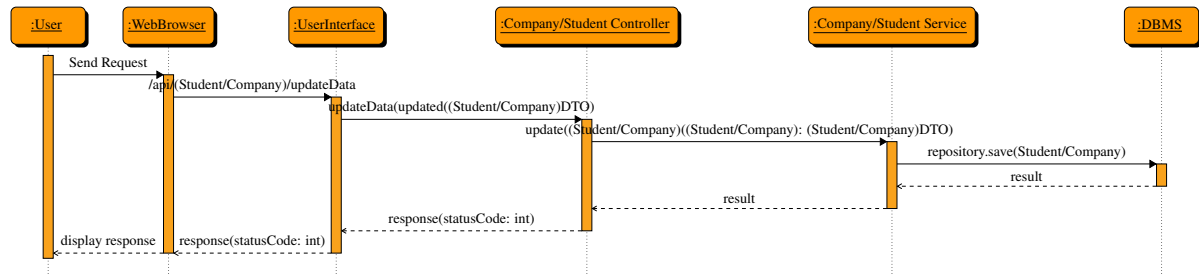 :User
:WebBrowser
:UserInterface
:Company/Student Controller
:Company/Student Service
:DBMS
Send Request
/api/(Student/Company)/updateData
updateData(updated((Student/Company)DTO)
update((Student/Company)((Student/Company): (Student/Company)DTO)
repository.save(Student/Company)
result
result
response(statusCode: int)
display response
response(statusCode: int)